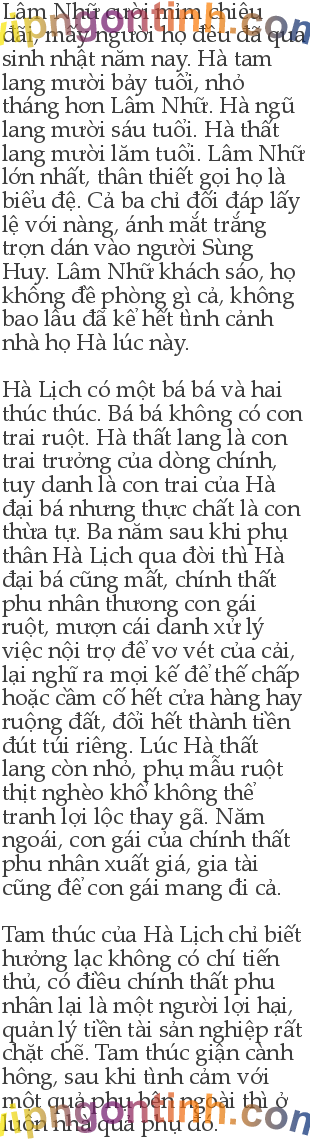 Lâm Nhữ cười mỉm chiêu
đãi, mấy người họ đều đã qua
sinh nhật năm nay. Hà tam
lang mười bảy tuổi, nhỏ
tháng hơn Lâm Nhữ. Hà ngũ
lang mười sáu tuổi. Hà thất
lang mười lăm tuổi. Lâm Nhữ
lớn nhất, thân thiết gọi họ là
biểu đệ. Cả ba chỉ đối đáp lấy
lệ với nàng, ánh mắt trắng
trợn dán vào người Sùng
Huy. Lâm Nhữ khách sáo, họ
không đề phòng gì cả, không
bao lâu đã kể hết tình cảnh
nhà họ Hà lúc này.
Hà Lịch có một bá bá và hai
thúc thúc. Bá bá không có con
trai ruột. Hà thất lang là con
trai trưởng của dòng chính,
tuy danh là con trai của Hà
đại bá nhưng thực chất là con
thừa tự. Ba năm sau khi phụ
thân Hà Lịch qua đời thì Hà
đại bá cũng mất, chính thất
phu nhân thương con gái
ruột, mượn cái danh xử lý
việc nội trợ để vơ vét của cải,
lại nghĩ ra mọi kế để thế chấp
hoặc cầm cố hết cửa hàng hay
ruộng đất, đổi hết thành tiền
đút túi riêng. Lúc Hà thất
lang còn nhỏ, phụ mẫu ruột
thịt nghèo khổ không thể
tranh lợi lộc thay gã. Năm
ngoái, con gái của chính thất
phu nhân xuất giá, gia tài
cũng để con gái mang đi cả.
Tam thúc của Hà Lịch chỉ biết
hưởng lạc không có chí tiến
thủ, có điều chính thất phu
nhân lại là một người lợi hại,
quản lý tiền tài sản nghiệp rất
chặt chẽ. Tam thúc giận cành
hông, sau khi tình cảm với
một quả phụ bên ngoài thì ở
luôn nhà quả phụ đó.
vipngontinh.com
vipngontinh.com